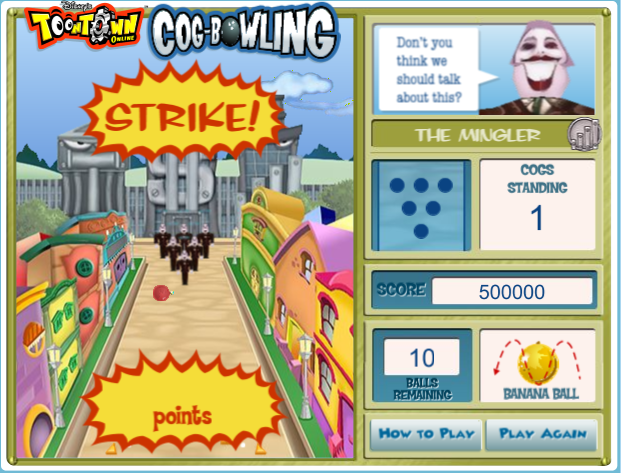 Disney's
TOONTOWN
ONLINE
COG-BOWLING
STRIKE!
points
Don't you
think we
should talk
about this?
THE MINGLER
COGS
STANDING
1
SCORE 500000
10
BALLS
REMAINING
BANANA BALL
HOW TO PLAY
PLAY AGAIN